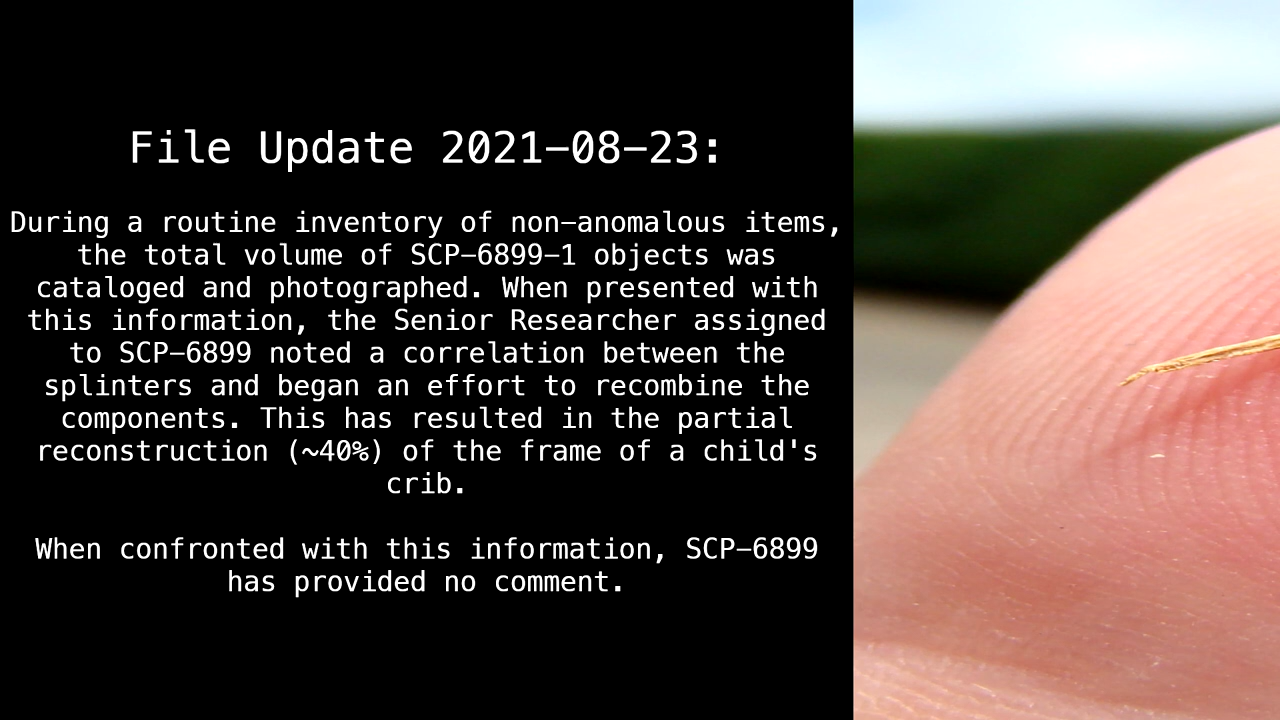 File Update 2021-08-23:
During a routine inventory of non-anomalous items,
the total volume of SCP-6899-1 objects was
cataloged and photographed. When presented with
this information, the Senior Researcher assigned
to SCP-6899 noted a correlation between the
splinters and began an effort to recombine the
components. This has resulted in the partial
reconstruction (~40%) of the frame of a child's
crib.
When confronted with this information, SCP-6899
has provided no comment.